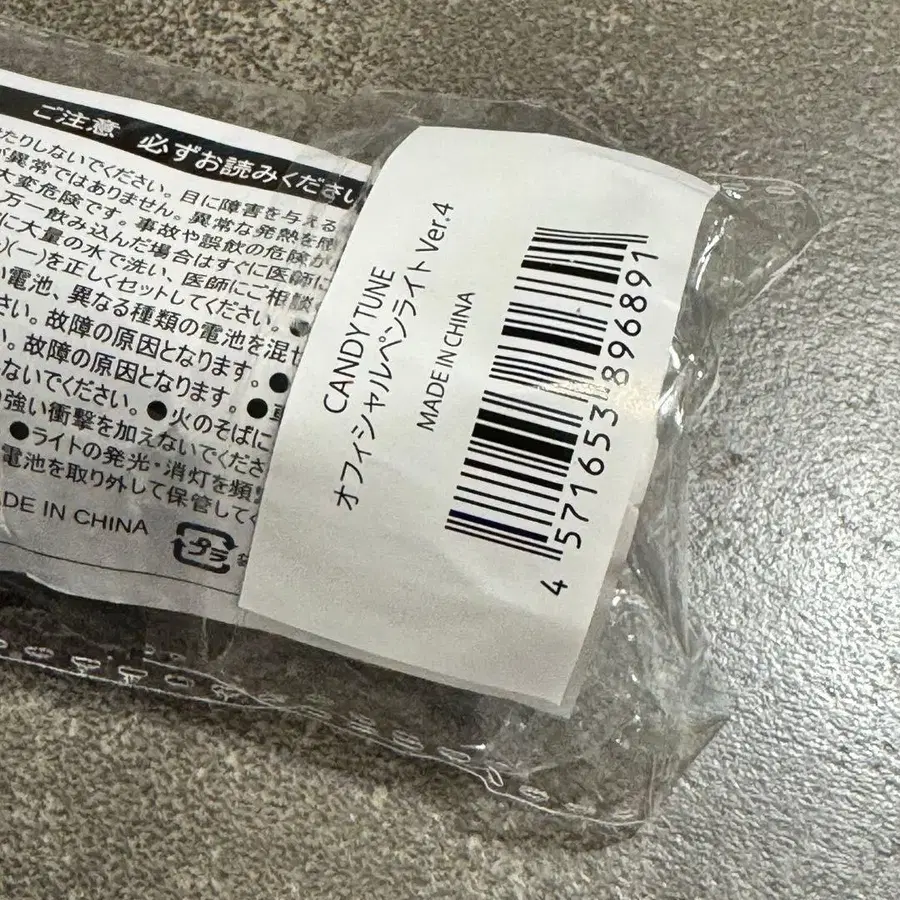 ご注意 必ずお読みください
たりしないでください。目に障害を与える
が異常ではありません。異常な発熱を
大変危険です。事故や誤飲の危険が
万一飲み込んだ場合はすぐに医師に
に大量の水で洗い、医師にご相談
)(ー)を正しくセットしてください。●
い電池、異なる種類の電池を混ぜ
さい。故障の原因となります。●
い。故障の原因となります。●
ないでください。●火のそばに
の強い衝撃を加えないでくださ
●ライトの発光・消灯を頻
電池を取り外して保管して
MADE IN CHINA
プラ
袋
CANDY TUNE
オフィシャルペンライト Ver.4
MADE IN CHINA
4 571653 896891